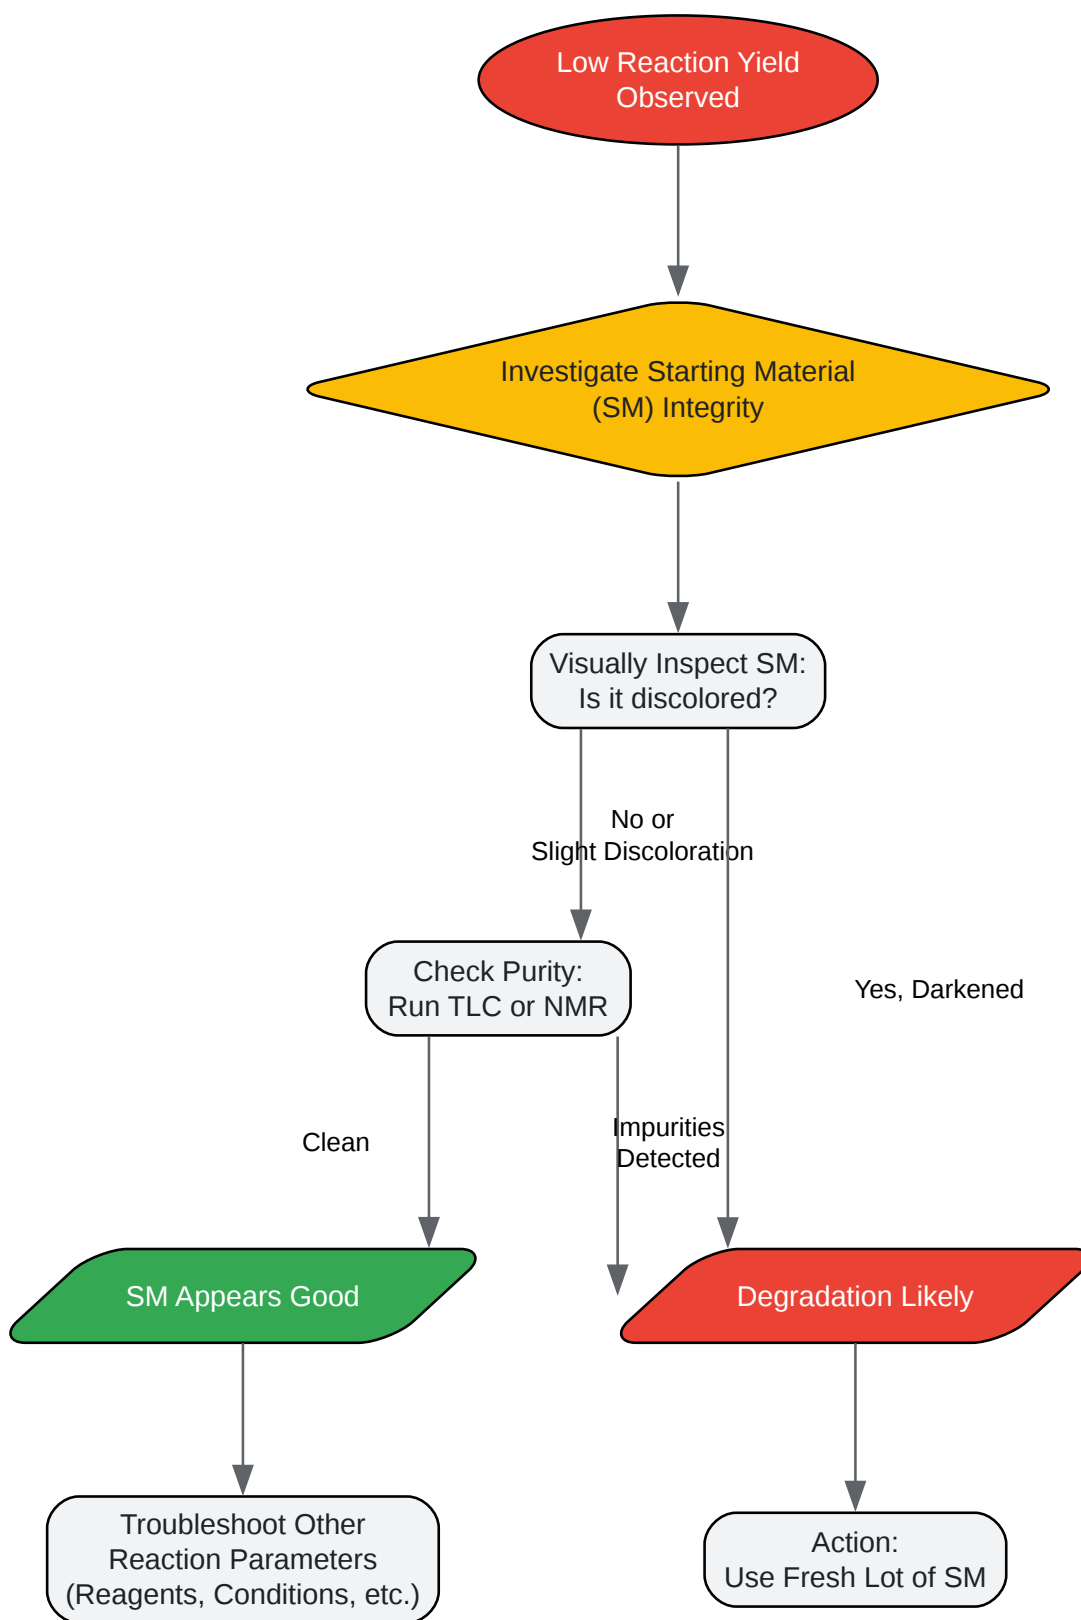 Low Reaction Yield
Observed
Investigate Starting Material
(SM) Integrity
Visually Inspect SM:
Is it discolored?
No or
Slight Discoloration
Check Purity:
Run TLC or NMR
Yes, Darkened
Clean
Impurities
Detected
SM Appears Good
Degradation Likely
Troubleshoot Other
Reaction Parameters
(Reagents, Conditions, etc.)
Action:
Use Fresh Lot of SM